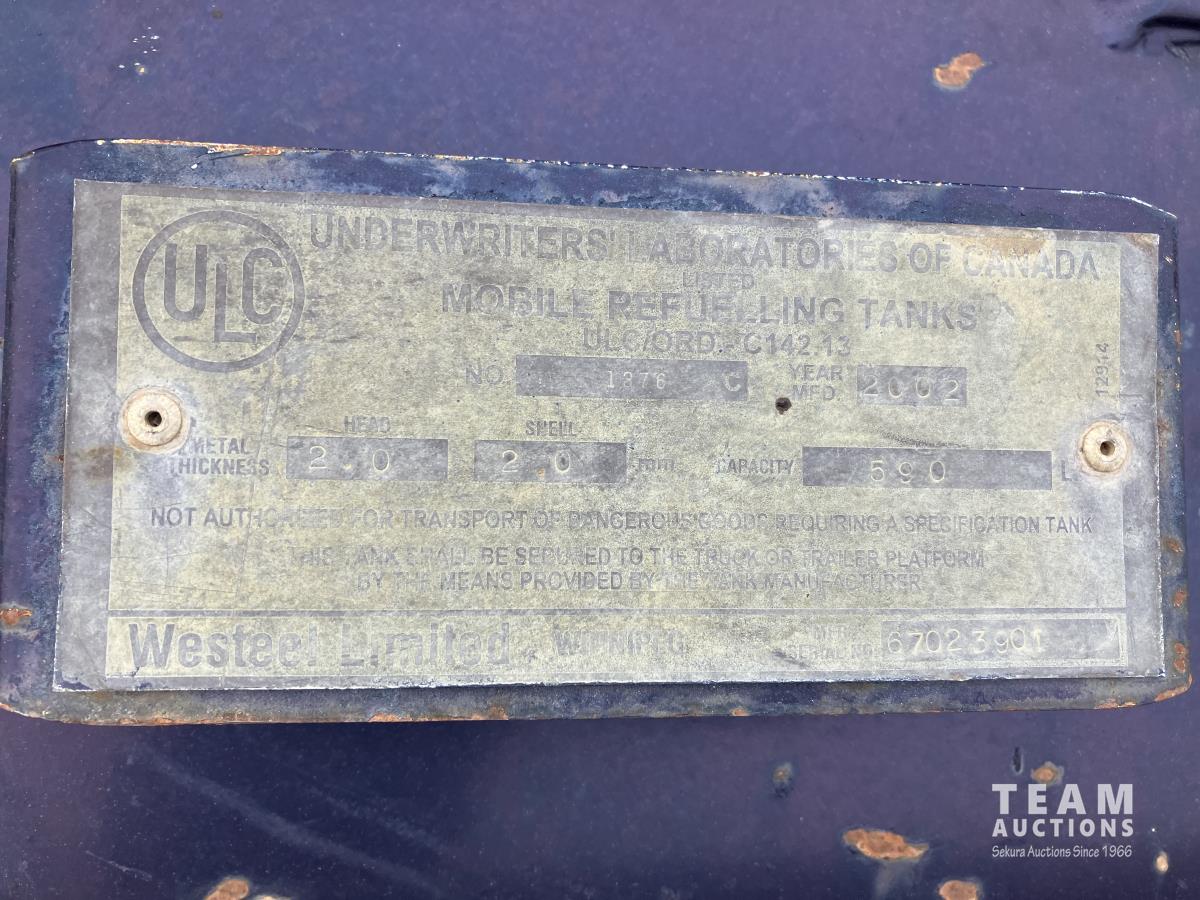 ULC
UNDERWRITERS' LABORATORIES OF CANADA
LISTED
MOBILE REFUELLING TANKS
ULC/ORD.-C142.13
NO. 1876 C YEAR MFD. 2002
12914
METAL THICKNESS HEAD 2.0 SHELL 2.0 mm CAPACITY 590 L
NOT AUTHORIZED FOR TRANSPORT OF DANGEROUS GOODS REQUIRING A SPECIFICATION TANK
THIS TANK SHALL BE SECURED TO THE TRUCK OR TRAILER PLATFORM
BY THE MEANS PROVIDED BY THE TANK MANUFACTURER
Westeel Limited, WINNIPEG MFR. SERIAL NO. 67023901
TEAM
AUCTIONS
Sekura Auctions Since 1966